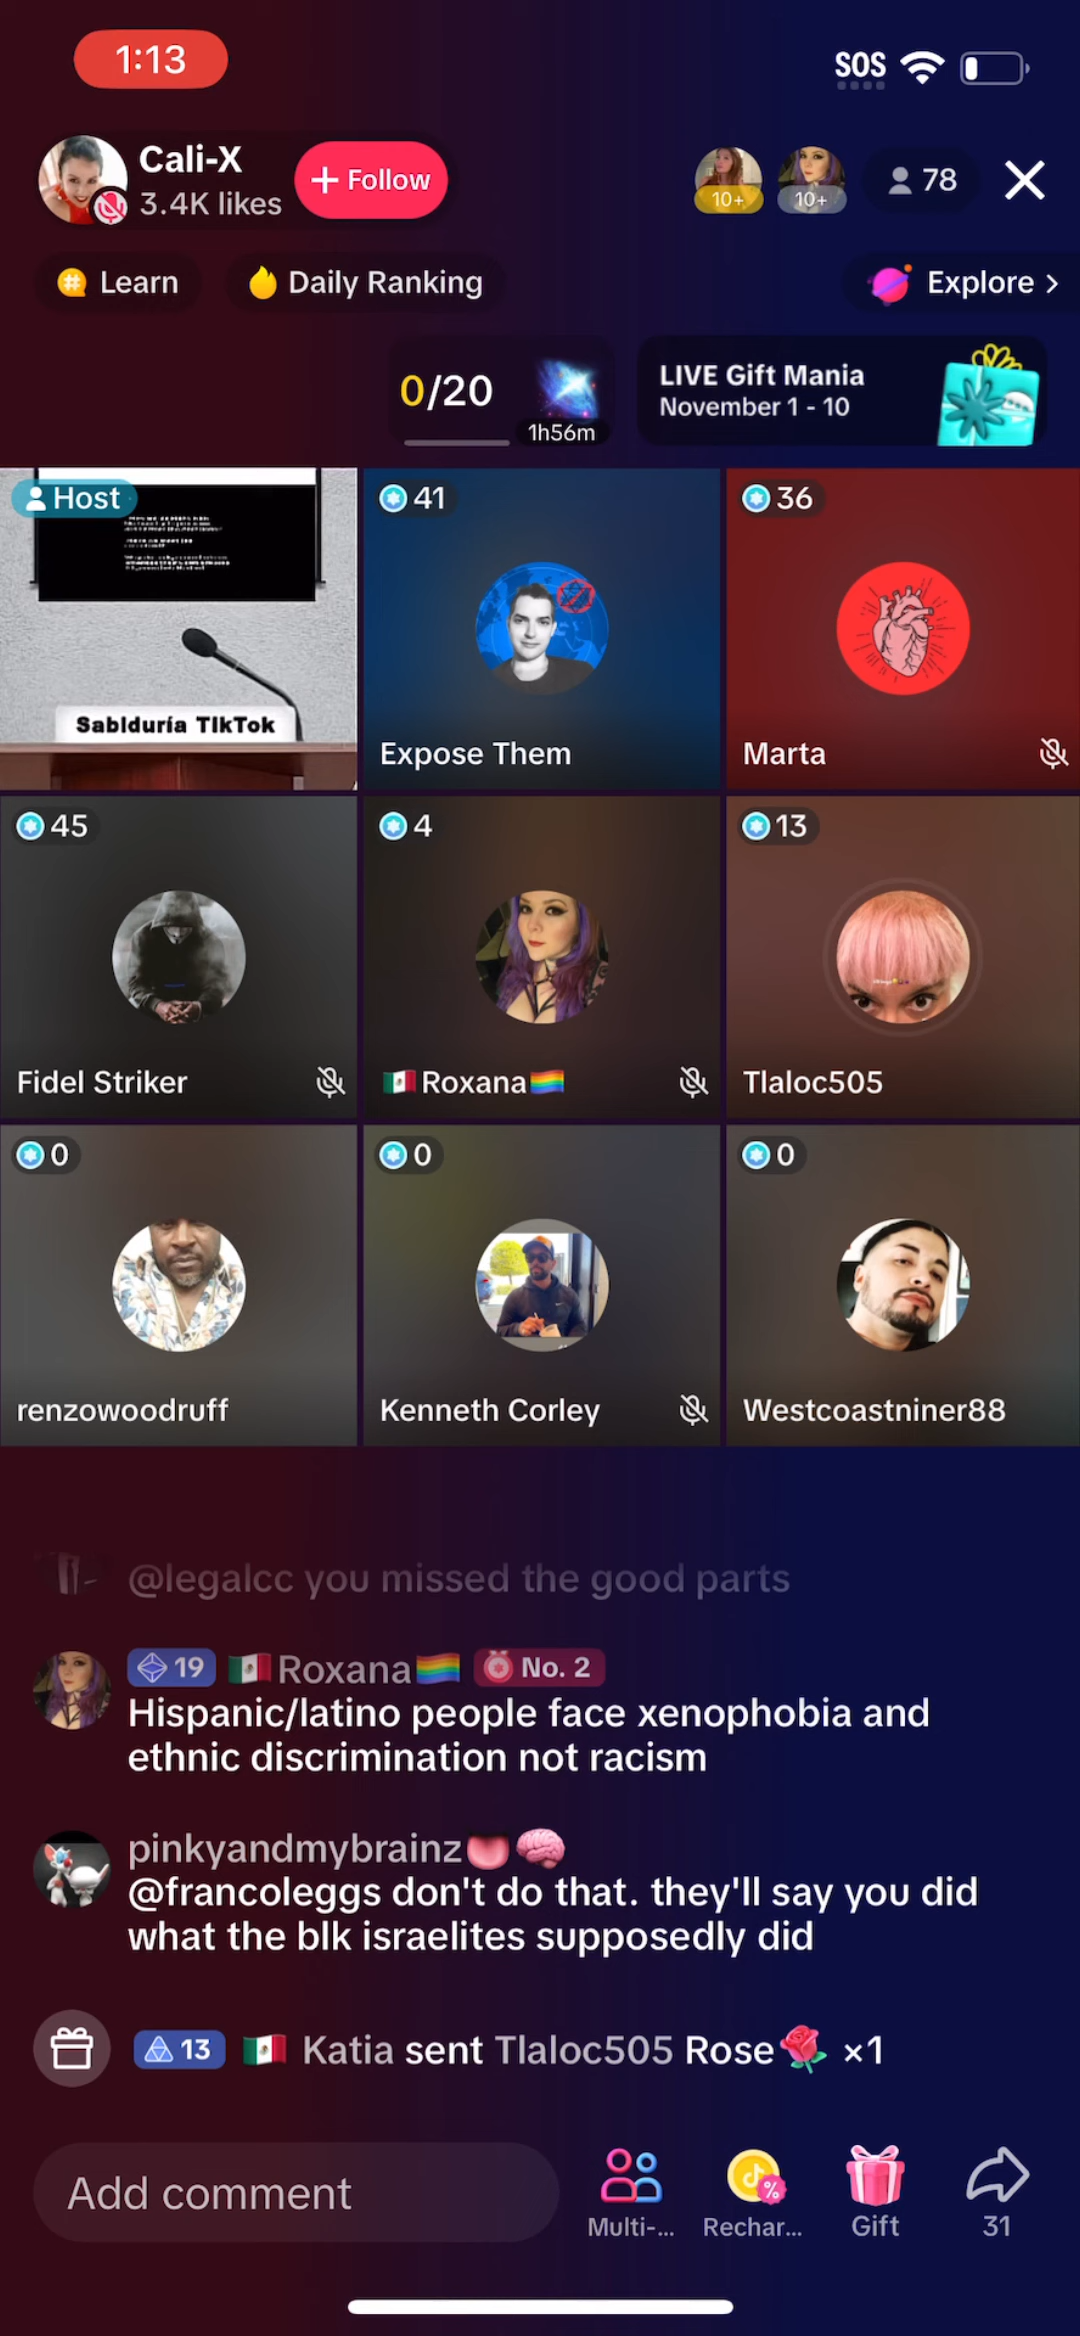 1:13
SOS
Cali-X
3.4K likes
+ Follow
10+
10+
78
Learn
Daily Ranking
Explore >
0/20
1h56m
LIVE Gift Mania
November 1 - 10
Host
Sabiduría TikTok
41
Expose Them
36
Marta
45
Fidel Striker
4
🇲🇽Roxana🏳️‍🌈
13
Tlaloc505
0
renzowoodruff
0
Kenneth Corley
0
Westcoastniner88
@legalcc you missed the good parts
19 🇲🇽Roxana🏳️‍🌈 No. 2
Hispanic/latino people face xenophobia and
ethnic discrimination not racism
pinkyandmybrainz👅🧠
@francoleggs don't do that. they'll say you did
what the blk israelites supposedly did
13 🇲🇽 Katia sent Tlaloc505 Rose🌹 ×1
Add comment
Multi-...
Rechar...
Gift
31